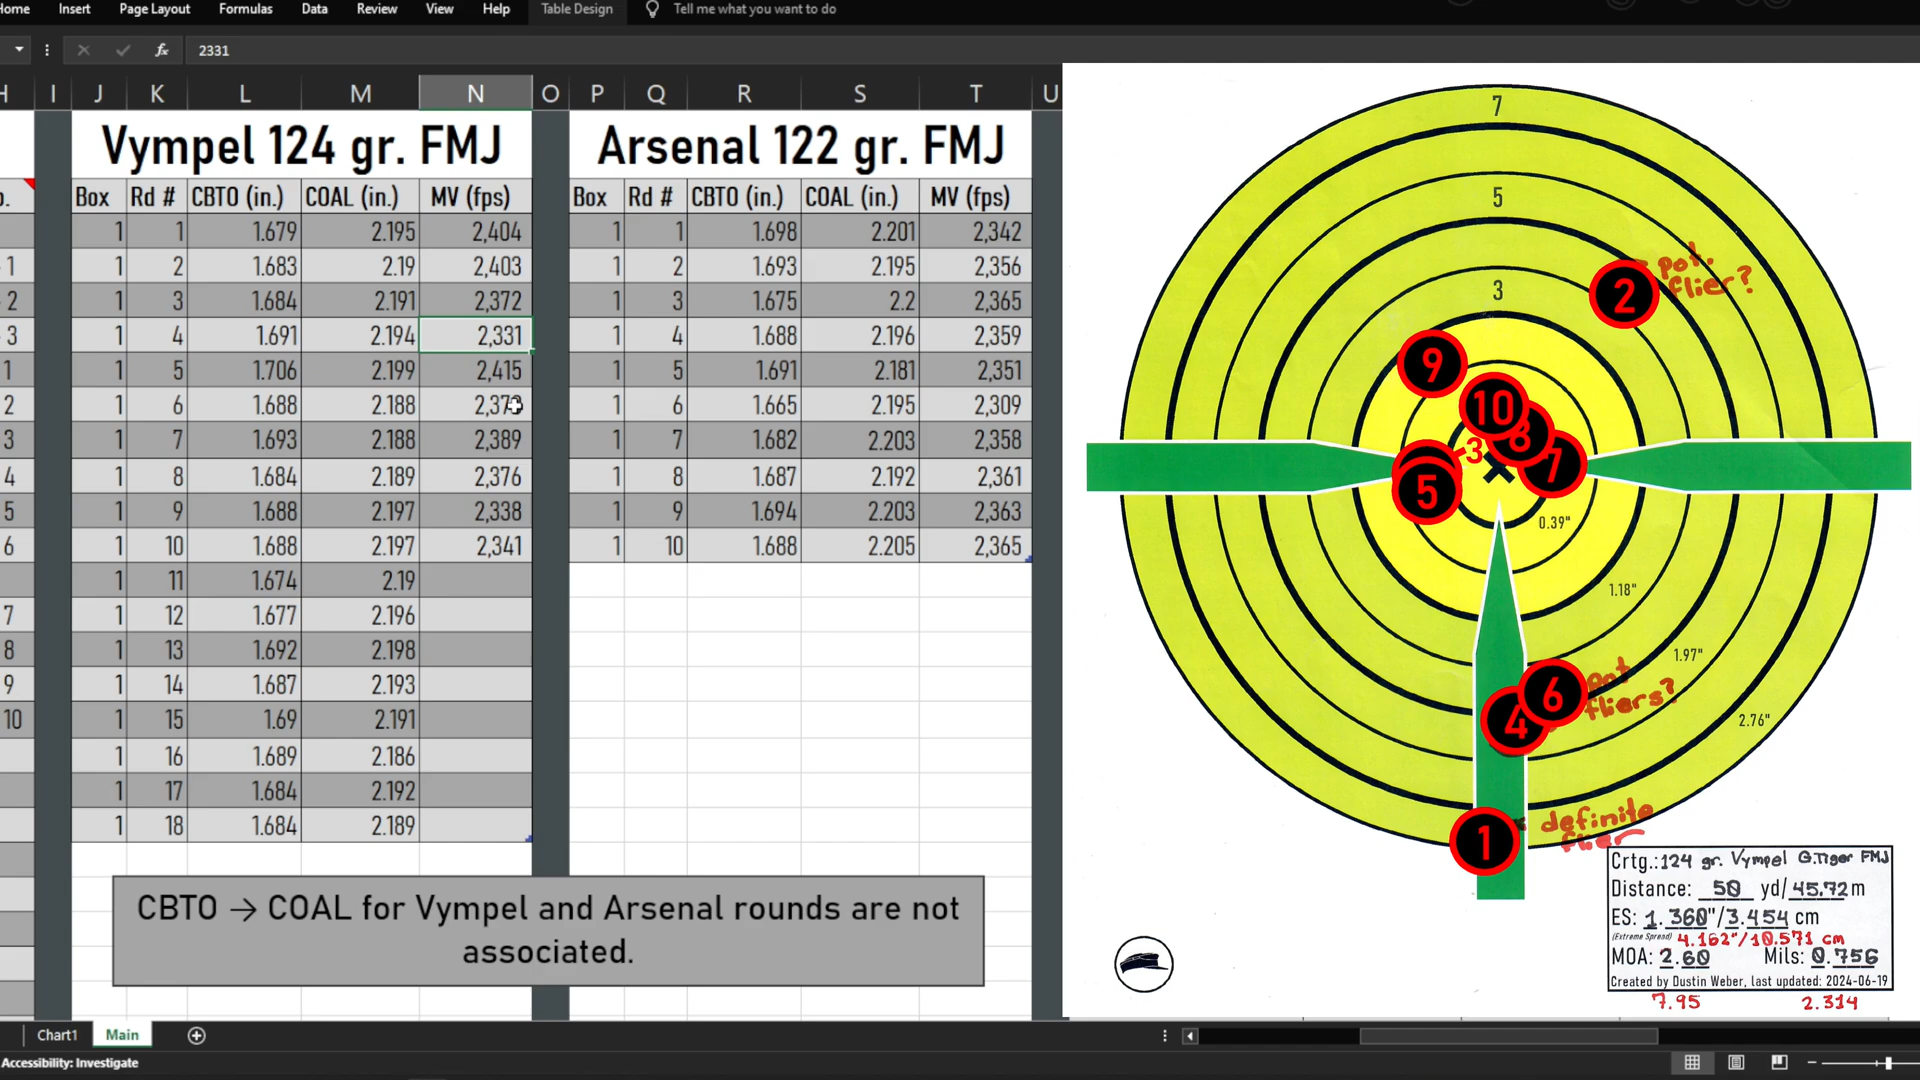 Home Insert Page Layout Formulas Data Review View Help Table Design Tell me what you want to do
fx 2331
H I J K L M N O P Q R S T U
Vympel 124 gr. FMJ Arsenal 122 gr. FMJ
Box Rd # CBTO (in.) COAL (in.) MV (fps) Box Rd # CBTO (in.) COAL (in.) MV (fps)
1 1 1.679 2.195 2,404 1 1 1.698 2.201 2,342
1 1 2 1.683 2.19 2,403 1 2 1.693 2.195 2,356
2 1 3 1.684 2.191 2,372 1 3 1.675 2.2 2,365
3 1 4 1.691 2.194 2,331 1 4 1.688 2.196 2,359
1 1 5 1.706 2.199 2,415 1 5 1.691 2.181 2,351
2 1 6 1.688 2.188 1 6 1.665 2.195 2,309
3 1 7 1.693 2.188 2,389 1 7 1.682 2.203 2,358
4 1 8 1.684 2.189 2,376 1 8 1.687 2.192 2,361
5 1 9 1.688 2.197 2,338 1 9 1.694 2.203 2,363
6 1 10 1.688 2.197 2,341 1 10 1.688 2.205 2,365
1 11 1.674 2.19
7 1 12 1.677 2.196
8 1 13 1.692 2.198
9 1 14 1.687 2.193
10 1 15 1.69 2.191
1 16 1.689 2.186
1 17 1.684 2.192
1 18 1.684 2.189
CBTO → COAL for Vympel and Arsenal rounds are not
associated.
Chart1 Main
Accessibility: Investigate
7
5
3
2 pot.
flier?
9
10
8
3
7
5
0.39"
1.18"
1.97"
2.76"
6 pot
4 fliers?
1 definite
flier
Crtg.: 124 gr. Vympel G.Tiger FMJ
Distance: 50 yd/ 45.72 m
ES: 1.360"/3.454 cm
(Extreme Spread) 4.162"/10.571 cm
MOA: 2.60 Mils: 0.756
Created by Dustin Weber, last updated: 2024-06-19
7.95 2.314